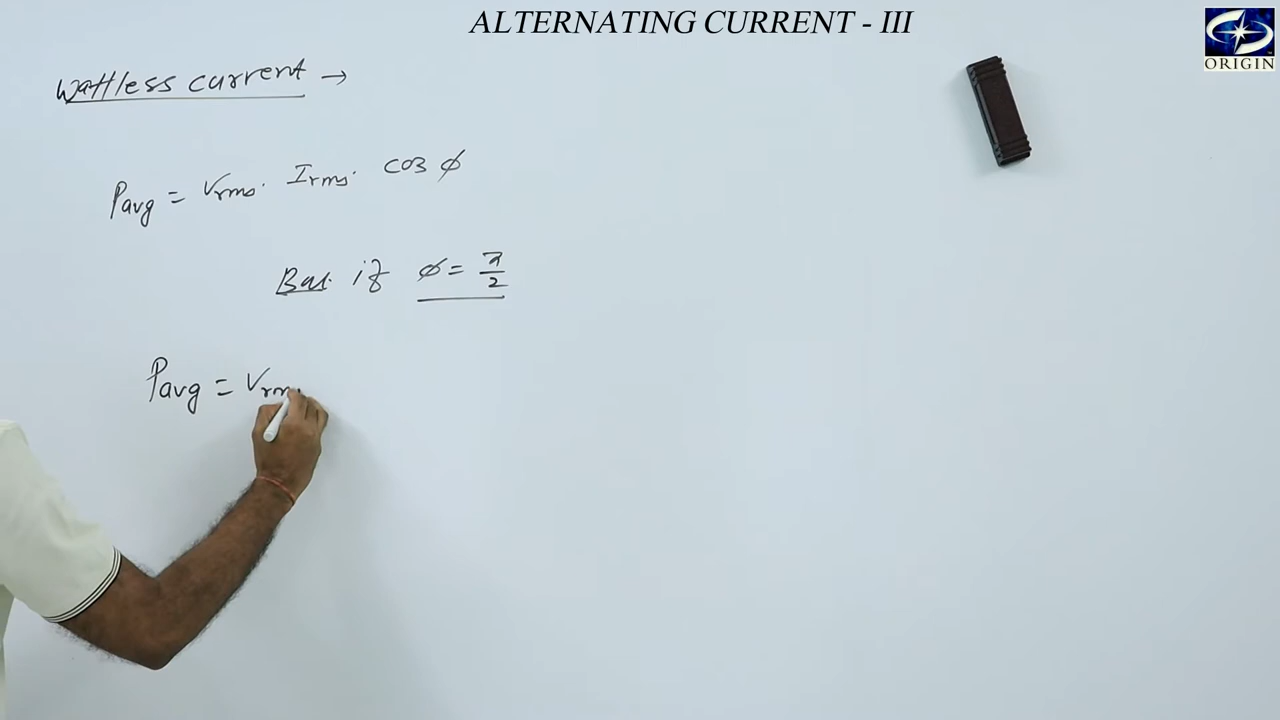 ALTERNATING CURRENT - III
ORIGIN
Wattless current →
Pavg = Vrms. Irms. cos ϕ
But if ϕ = π/2
Pavg = Vrm